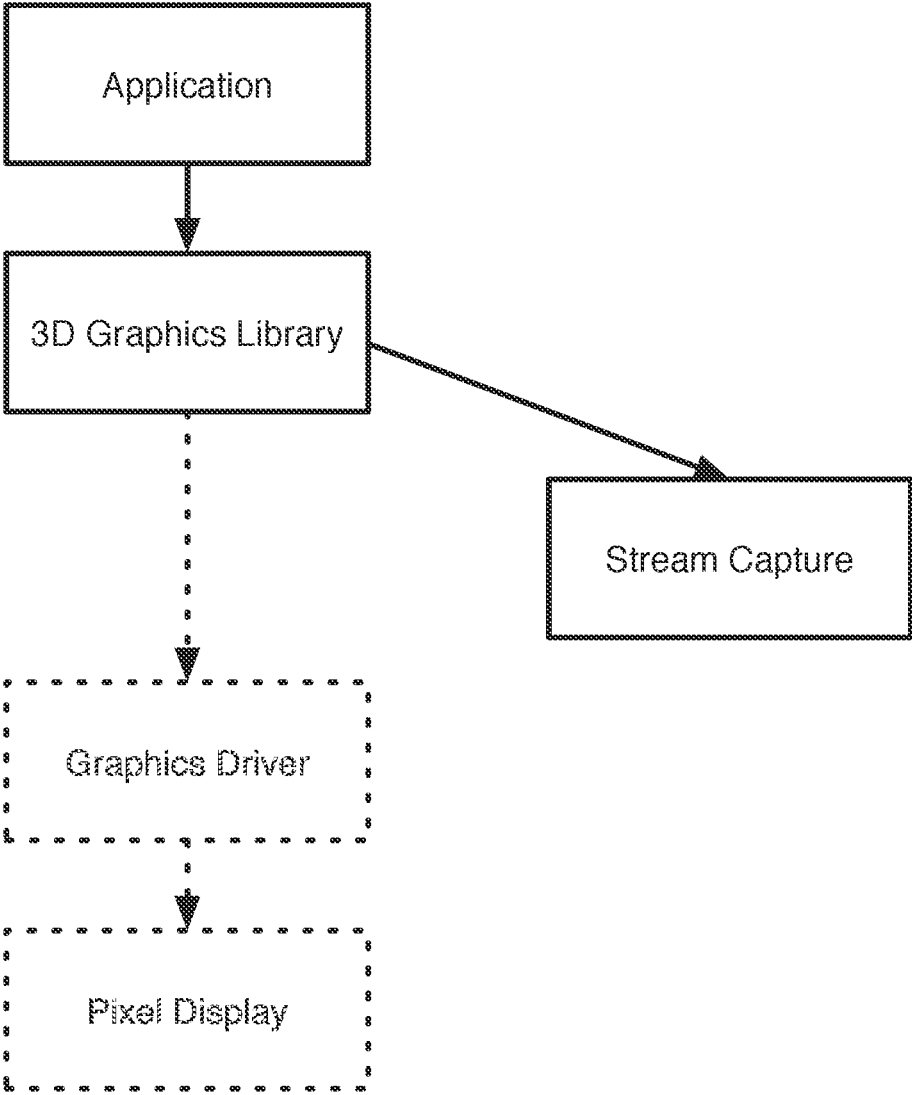 Application
3D Graphics Library
Stream Capture
Graphics Driver
Pixel Display